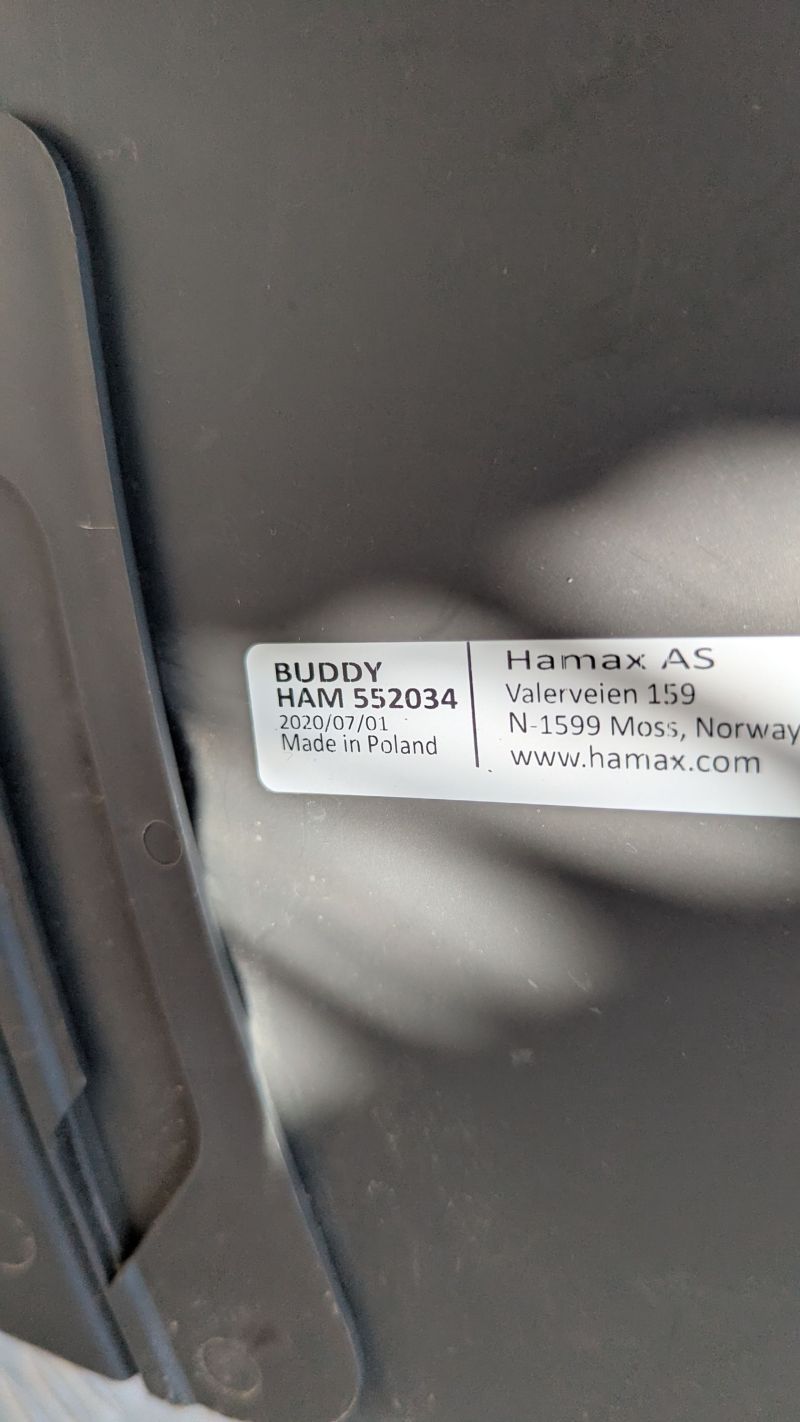 BUDDY
HAM 552034
2020/07/01
Made in Poland
Hamax AS
Valerveien 159
N-1599 Moss, Norway
www.hamax.com